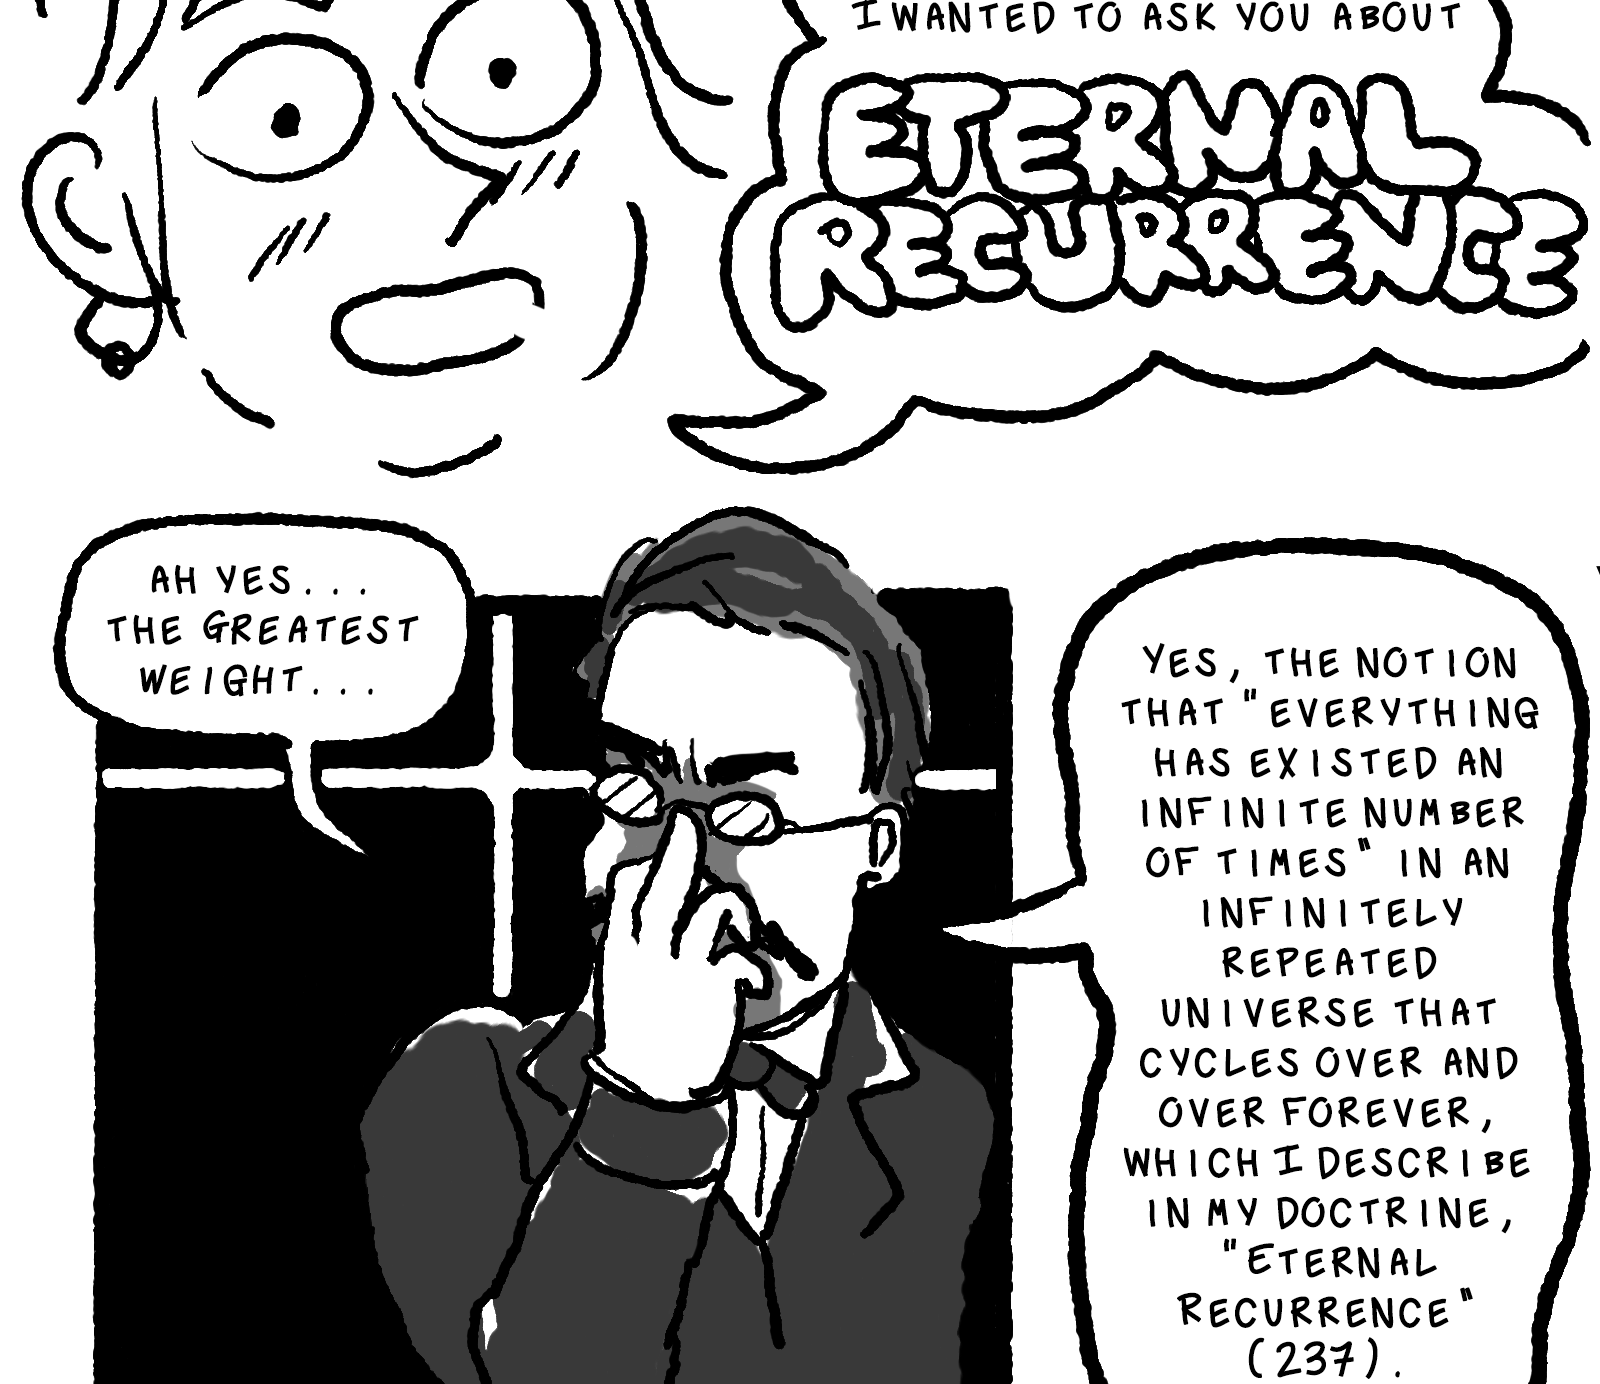 I WANTED TO ASK YOU ABOUT
ETERNAL
RECURRENCE
AH YES...
THE GREATEST
WEIGHT...
YES, THE NOTION
THAT "EVERYTHING
HAS EXISTED AN
INFINITE NUMBER
OF TIMES" IN AN
INFINITELY
REPEATED
UNIVERSE THAT
CYCLES OVER AND
OVER FOREVER,
WHICH I DESCRIBE
IN MY DOCTRINE,
"ETERNAL
RECURRENCE"
(237).